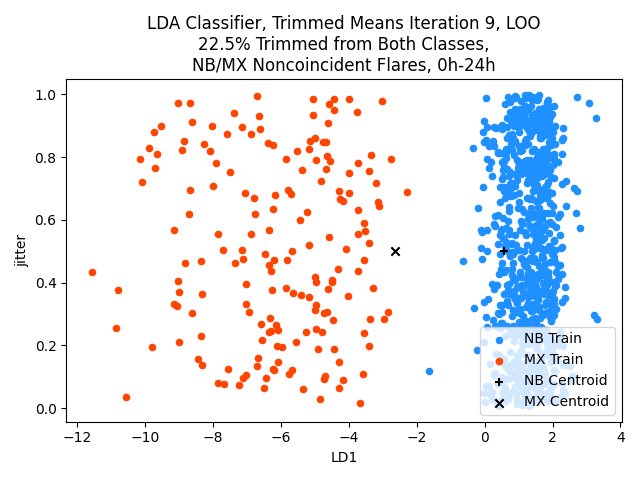 LDA Classifier, Trimmed Means Iteration 9, LOO
22.5% Trimmed from Both Classes,
NB/MX Noncoincident Flares, 0h-24h
1.0
0.8
0.6
0.4
0.2
0.0
jitter
NB Train
MX Train
NB Centroid
MX Centroid
−12 −10 −8 −6 −4 −2 0 2 4
LD1